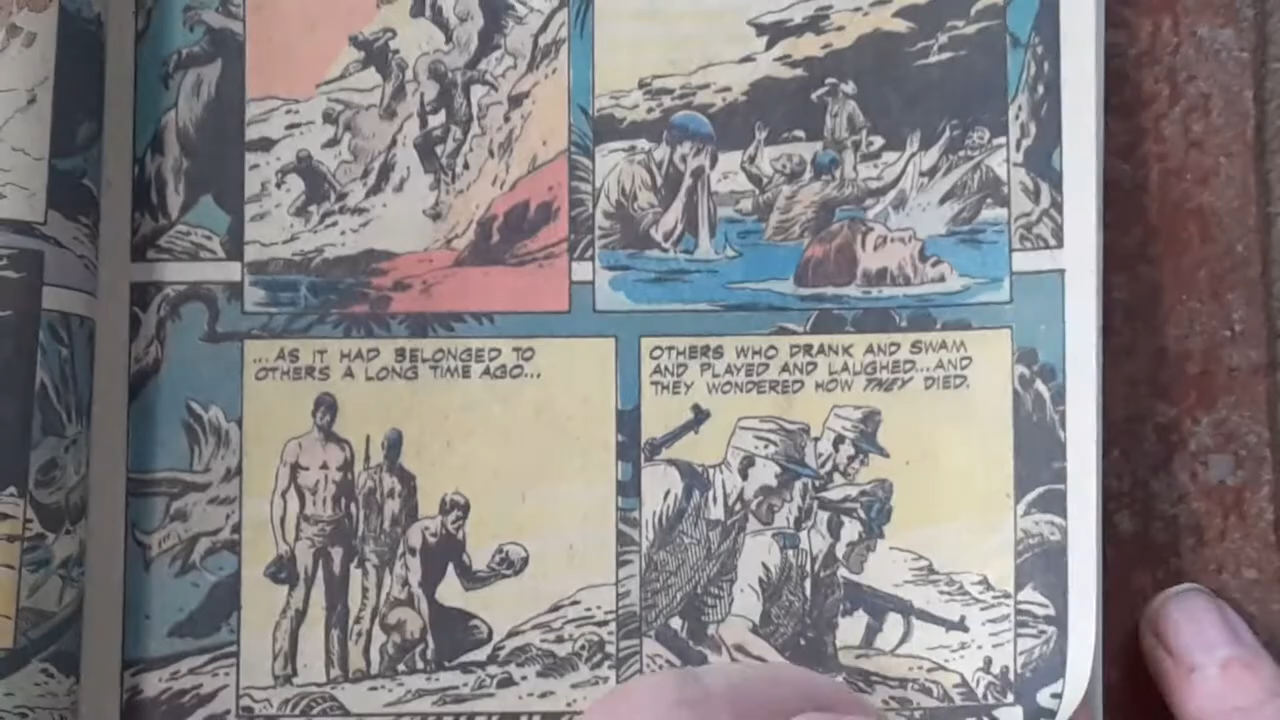 ...AS IT HAD BELONGED TO
OTHERS A LONG TIME AGO...
OTHERS WHO DRANK AND SWAM
AND PLAYED AND LAUGHED...AND
THEY WONDERED HOW THEY DIED.